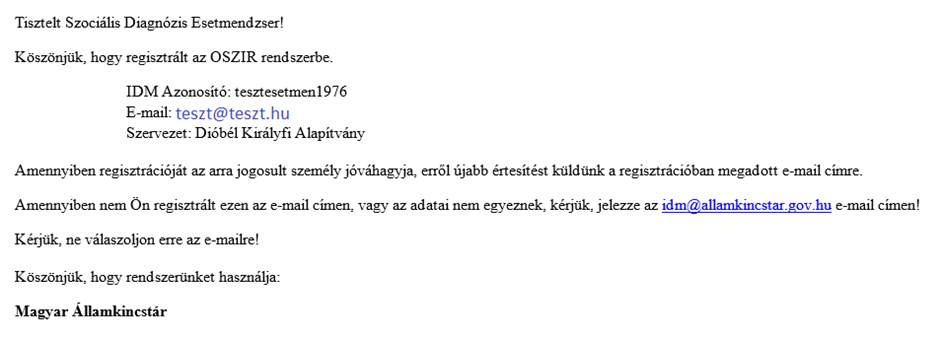 Tisztelt Szociális Diagnózis Esetmendzser!
Köszönjük, hogy regisztrált az OSZIR rendszerbe.
IDM Azonosító: tesztesetmen1976
E-mail: teszt@teszt.hu
Szervezet: Dióbél Királyfi Alapítvány
Amennyiben regisztrációját az arra jogosult személy jóváhagyja, erről újabb értesítést küldünk a regisztrációban megadott e-mail címre.
Amennyiben nem Ön regisztrált ezen az e-mail címen, vagy az adatai nem egyeznek, kérjük, jelezze az idm@allamkincstar.gov.hu e-mail címen!
Kérjük, ne válaszoljon erre az e-mailre!
Köszönjük, hogy rendszerünket használja:
Magyar Államkincstár